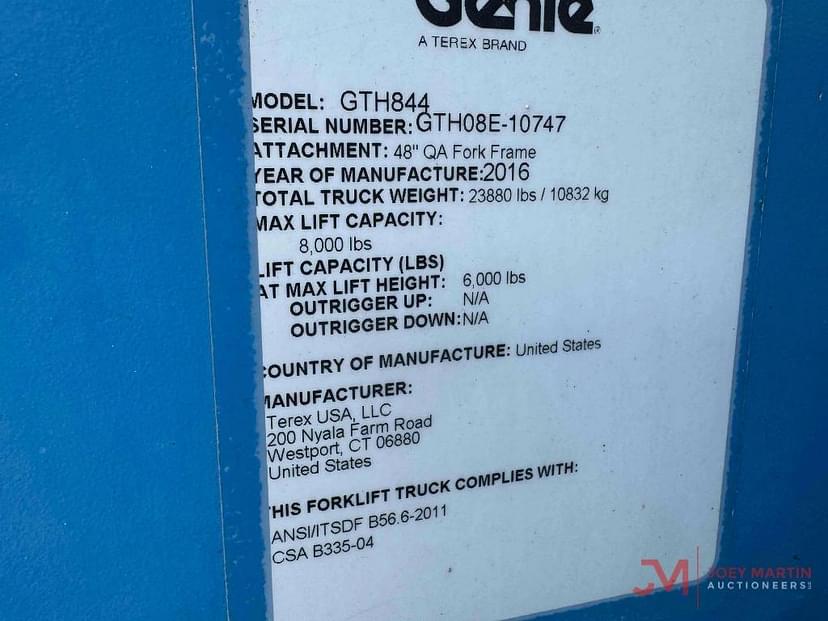 Genie
A TEREX BRAND
MODEL: GTH844
SERIAL NUMBER: GTH08E-10747
ATTACHMENT: 48" QA Fork Frame
YEAR OF MANUFACTURE:2016
TOTAL TRUCK WEIGHT: 23880 lbs / 10832 kg
MAX LIFT CAPACITY:
8,000 lbs
LIFT CAPACITY (LBS)
AT MAX LIFT HEIGHT: 6,000 lbs
OUTRIGGER UP: N/A
OUTRIGGER DOWN: N/A
COUNTRY OF MANUFACTURE: United States
MANUFACTURER:
Terex USA, LLC
200 Nyala Farm Road
Westport, CT 06880
United States
THIS FORKLIFT TRUCK COMPLIES WITH:
ANSI/ITSDF B56.6-2011
CSA B335-04
JM JOEY MARTIN
AUCTIONEERS